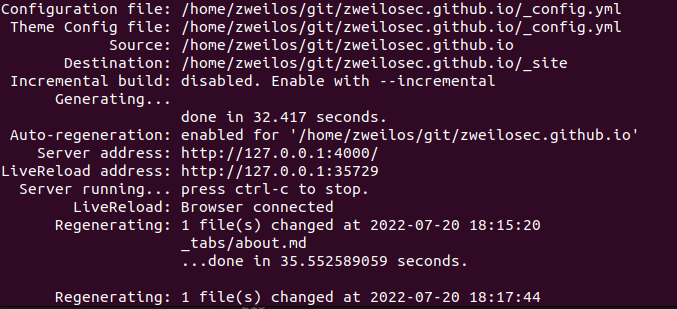 Configuration file: /home/zweilos/git/zweilosec.github.io/_config.yml
Theme Config file: /home/zweilos/git/zweilosec.github.io/_config.yml
Source: /home/zweilos/git/zweilosec.github.io
Destination: /home/zweilos/git/zweilosec.github.io/_site
Incremental build: disabled. Enable with --incremental
Generating...
done in 32.417 seconds.
Auto-regeneration: enabled for '/home/zweilos/git/zweilosec.github.io'
Server address: http://127.0.0.1:4000/
LiveReload address: http://127.0.0.1:35729
Server running... press ctrl-c to stop.
LiveReload: Browser connected
Regenerating: 1 file(s) changed at 2022-07-20 18:15:20
_tabs/about.md
...done in 35.552589059 seconds.
Regenerating: 1 file(s) changed at 2022-07-20 18:17:44